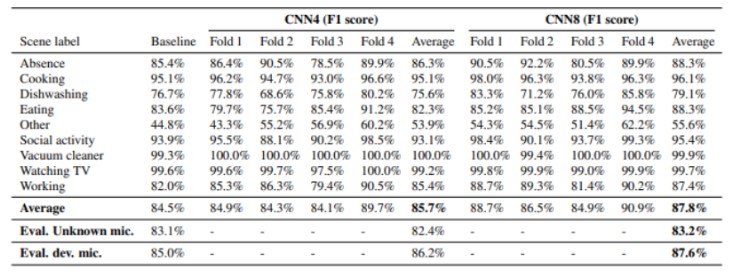 CNN4 (F1 score) CNN8 (F1 score)
Scene label Baseline Fold 1 Fold 2 Fold 3 Fold 4 Average Fold 1 Fold 2 Fold 3 Fold 4 Average
Absence 85.4% 86.4% 90.5% 78.5% 89.9% 86.3% 90.5% 92.2% 80.5% 89.9% 88.3%
Cooking 95.1% 96.2% 94.7% 93.0% 96.6% 95.1% 98.0% 96.3% 93.8% 96.3% 96.1%
Dishwashing 76.7% 77.8% 68.6% 75.8% 80.2% 75.6% 83.3% 71.2% 76.0% 85.8% 79.1%
Eating 83.6% 79.7% 75.7% 85.4% 91.2% 82.3% 85.2% 85.1% 88.5% 94.5% 88.3%
Other 44.8% 43.3% 55.2% 56.9% 60.2% 53.9% 54.3% 54.5% 51.4% 62.2% 55.6%
Social activity 93.9% 95.5% 88.1% 90.2% 98.5% 93.1% 98.4% 90.1% 93.7% 99.3% 95.4%
Vacuum cleaner 99.3% 100.0% 100.0% 100.0% 100.0% 100.0% 100.0% 99.4% 100.0% 100.0% 99.9%
Watching TV 99.6% 99.6% 99.7% 97.5% 100.0% 99.2% 99.8% 99.9% 99.0% 99.9% 99.7%
Working 82.0% 85.3% 86.3% 79.4% 90.5% 85.4% 88.7% 89.3% 81.4% 90.2% 87.4%
Average 84.5% 84.9% 84.3% 84.1% 89.7% 85.7% 88.7% 86.5% 84.9% 90.9% 87.8%
Eval. Unknown mic. 83.1% - - - - 82.4% - - - - 83.2%
Eval. dev. mic. 85.0% - - - - 86.2% - - - - 87.6%